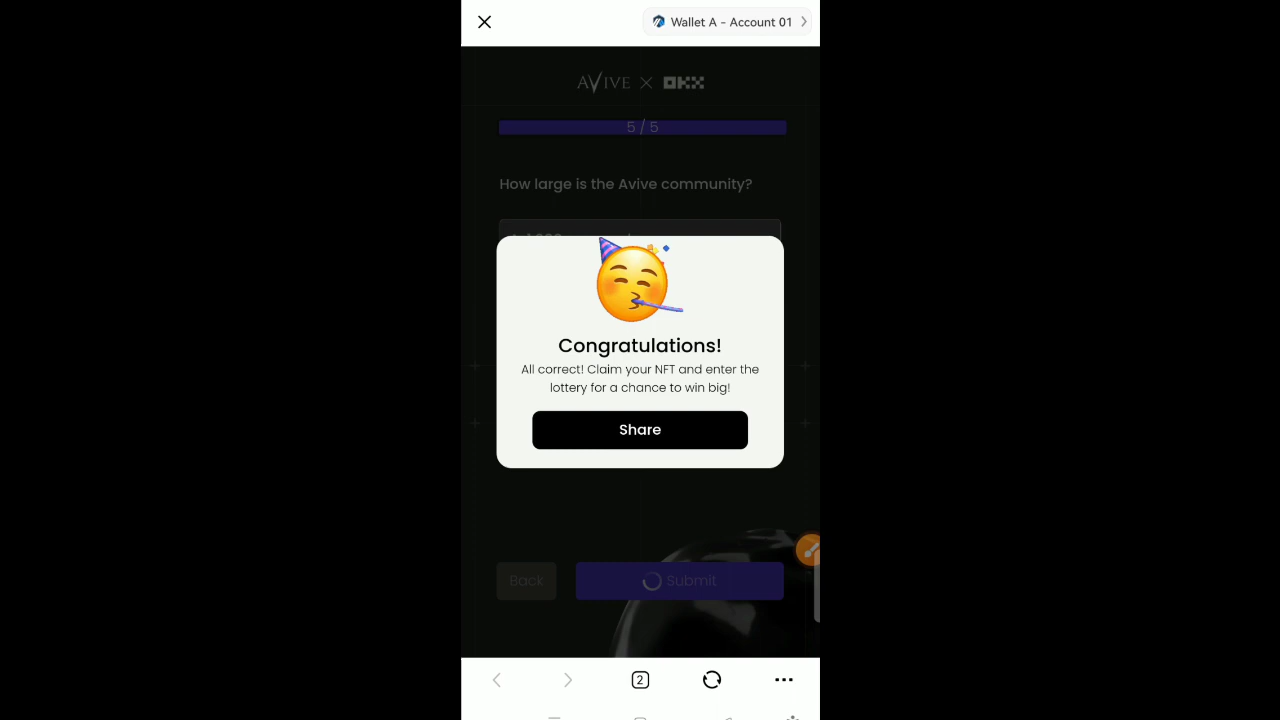 Wallet A - Account 01
AVIVE × OKX
5 / 5
How large is the Avive community?
Congratulations!
All correct! Claim your NFT and enter the
lottery for a chance to win big!
Share
Back
Submit
2